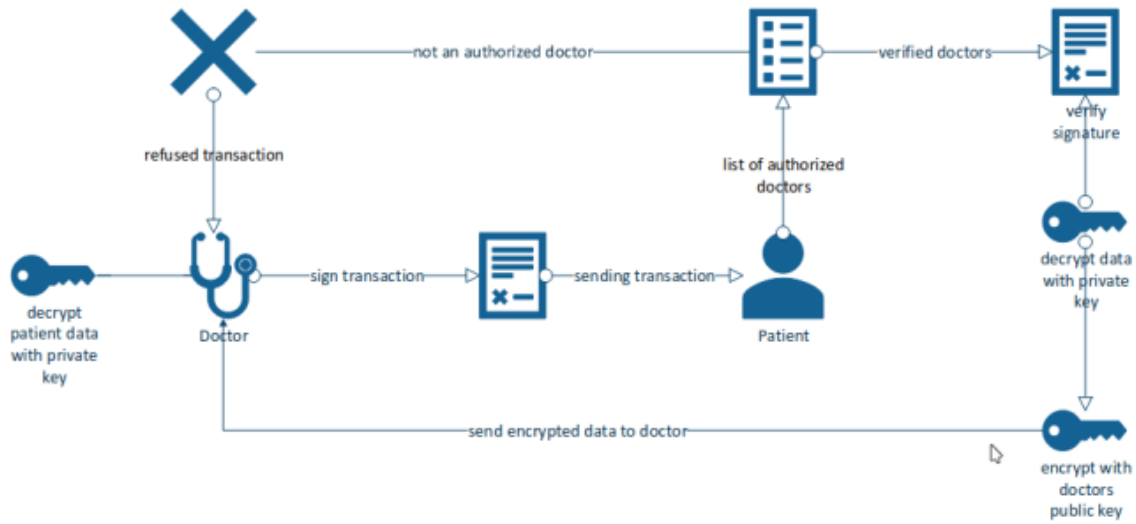 not an authorized doctor
verified doctors
verify
signature
refused transaction
list of authorized
doctors
decrypt data
with private
key
sign transaction
sending transaction
decrypt
patient data
with private
key
Doctor
Patient
send encrypted data to doctor
encrypt with
doctors
public key